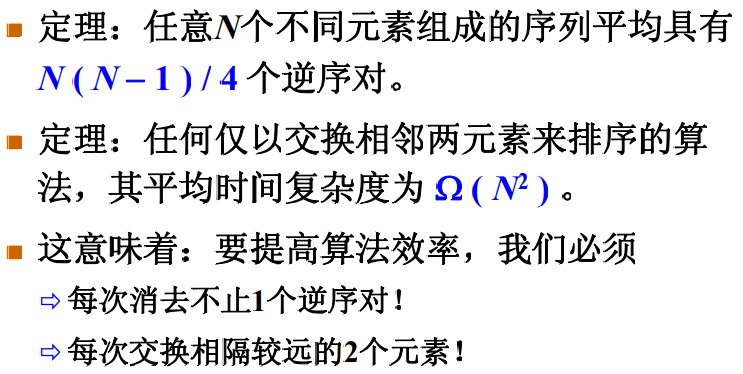 定理：任意N个不同元素组成的序列平均具有
N ( N – 1 ) / 4 个逆序对。
定理：任何仅以交换相邻两元素来排序的算
法，其平均时间复杂度为 Ω ( N² ) 。
这意味着：要提高算法效率，我们必须
⇨ 每次消去不止1个逆序对！
⇨ 每次交换相隔较远的2个元素！